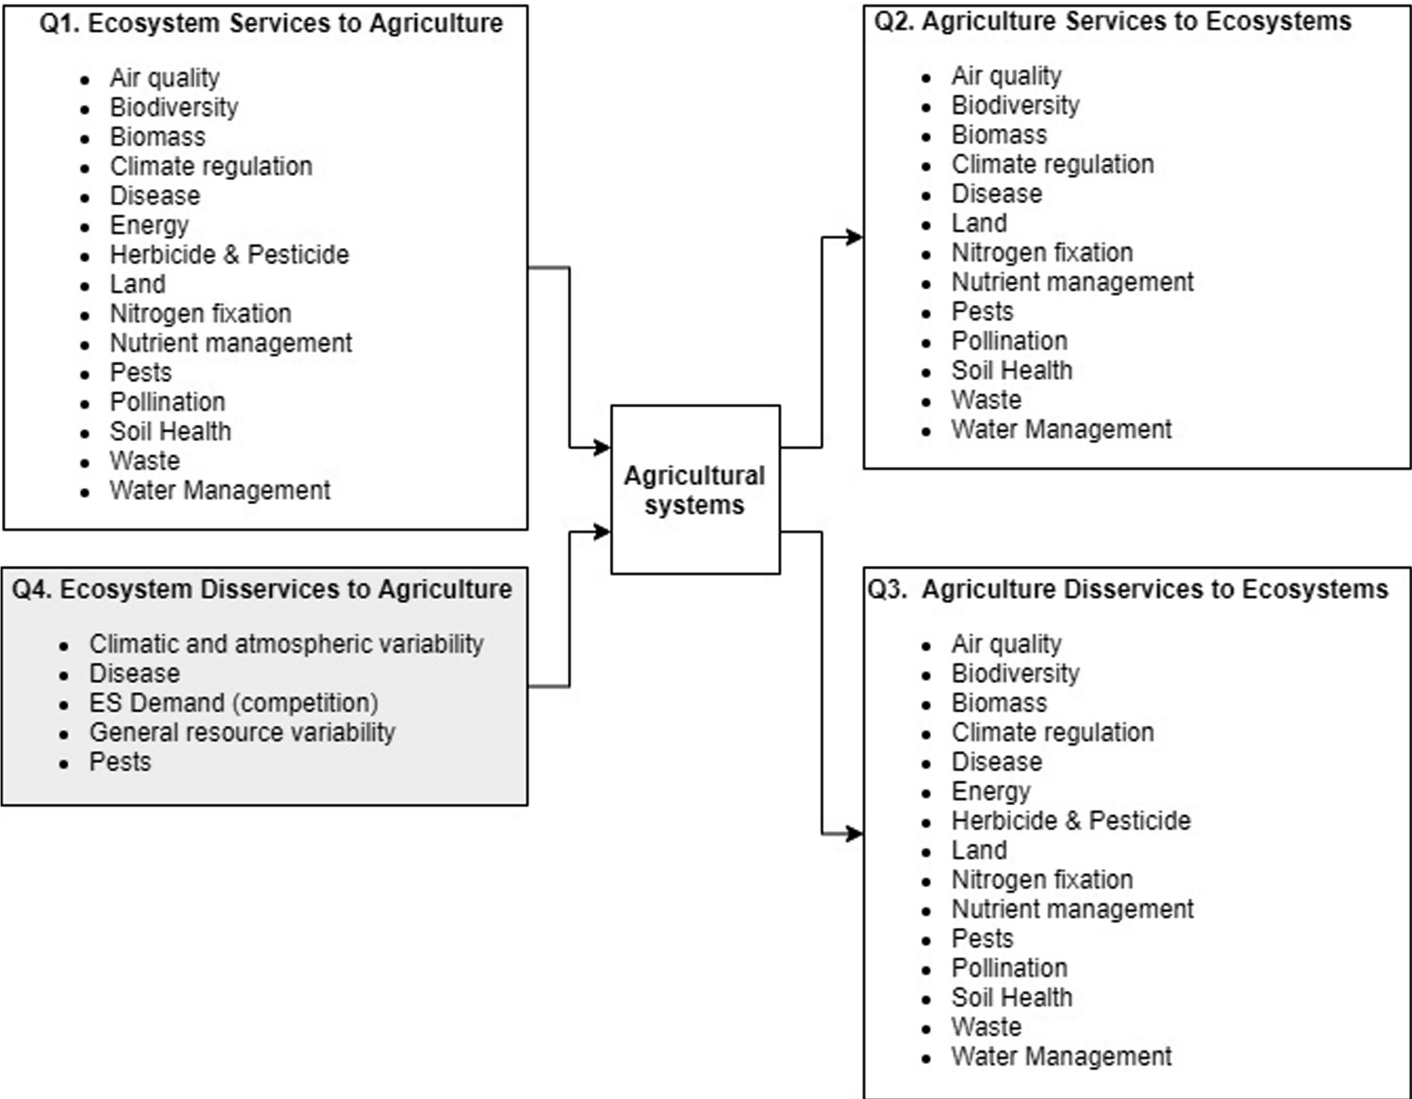 Q1. Ecosystem Services to Agriculture
• Air quality
• Biodiversity
• Biomass
• Climate regulation
• Disease
• Energy
• Herbicide & Pesticide
• Land
• Nitrogen fixation
• Nutrient management
• Pests
• Pollination
• Soil Health
• Waste
• Water Management
Q4. Ecosystem Disservices to Agriculture
• Climatic and atmospheric variability
• Disease
• ES Demand (competition)
• General resource variability
• Pests
Agricultural
systems
Q2. Agriculture Services to Ecosystems
• Air quality
• Biodiversity
• Biomass
• Climate regulation
• Disease
• Land
• Nitrogen fixation
• Nutrient management
• Pests
• Pollination
• Soil Health
• Waste
• Water Management
Q3. Agriculture Disservices to Ecosystems
• Air quality
• Biodiversity
• Biomass
• Climate regulation
• Disease
• Energy
• Herbicide & Pesticide
• Land
• Nitrogen fixation
• Nutrient management
• Pests
• Pollination
• Soil Health
• Waste
• Water Management